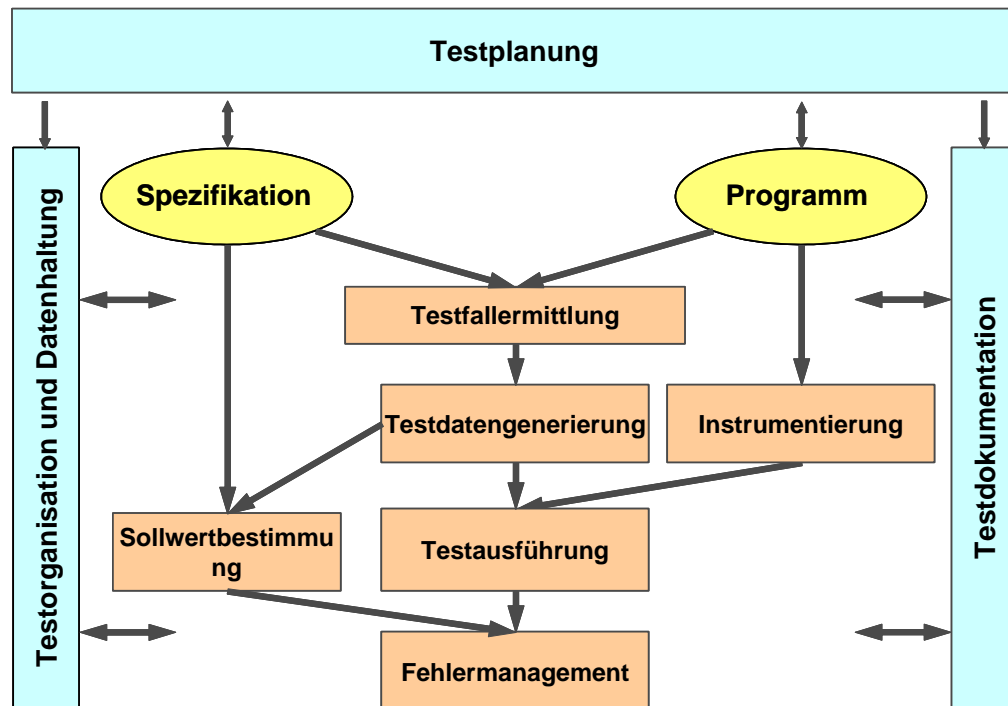 Testplanung
Spezifikation
Programm
Testorganisation und Datenhaltung
Testfallermittlung
Testdatengenerierung
Instrumentierung
Sollwertbestimmu
ng
Testausführung
Fehlermanagement
Testdokumentation